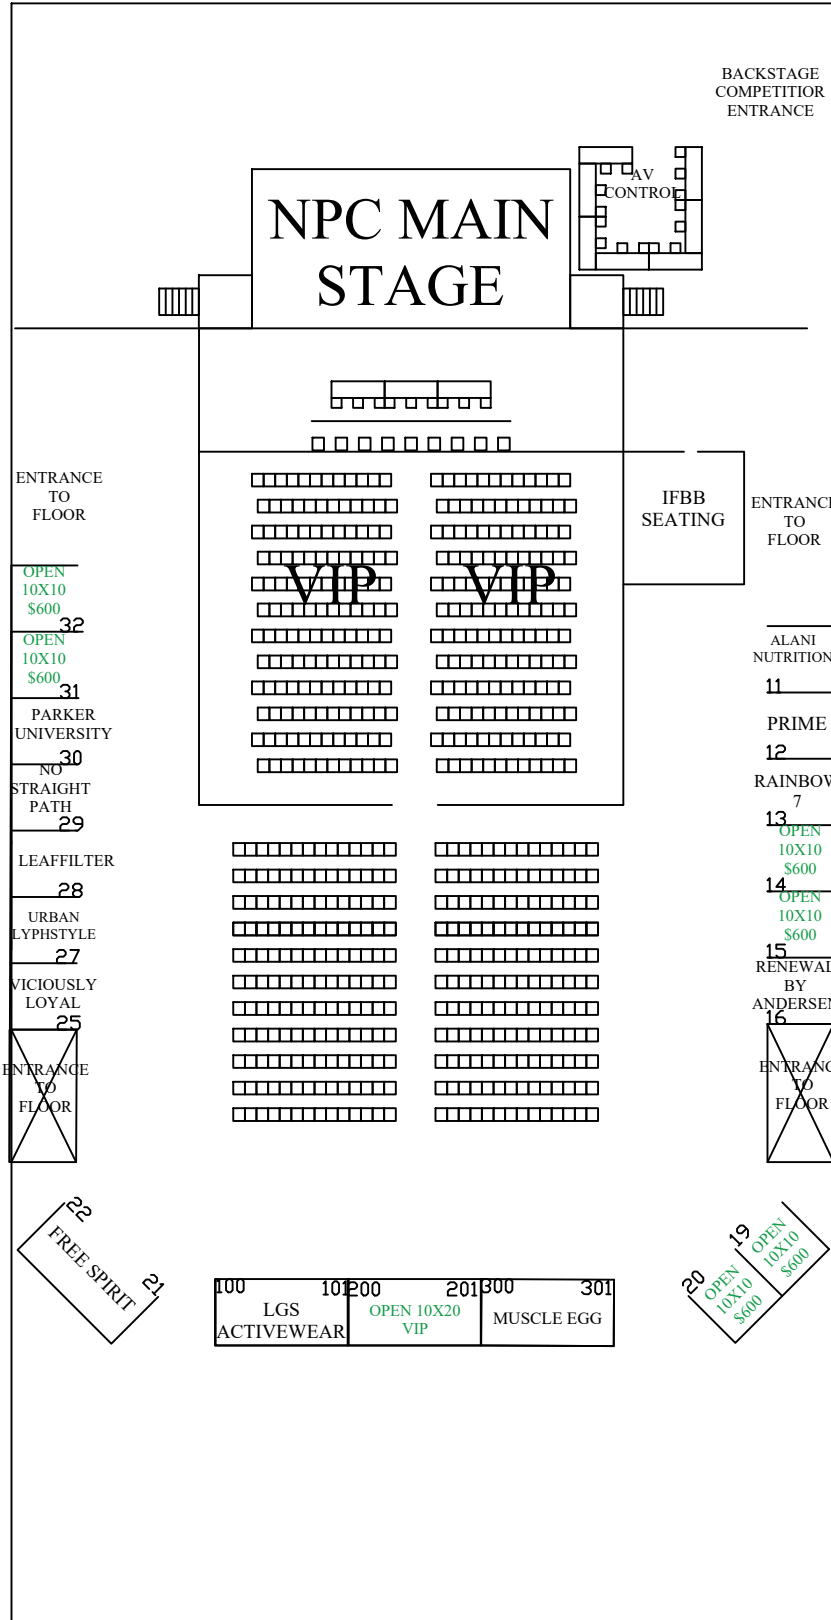 BACKSTAGE
COMPETITIOR
ENTRANCE
AV
CONTROL
NPC MAIN
STAGE
ENTRANCE
TO
FLOOR
VIP
VIP
IFBB
SEATING
ENTRANCE
TO
FLOOR
OPEN
10X10
$600
32
OPEN
10X10
$600
31
PARKER
UNIVERSITY
30
NO
STRAIGHT
PATH
29
LEAFFILTER
28
URBAN
LYPHSTYLE
27
VICIOUSLY
LOYAL
25
ENTRANCE
TO
FLOOR
ALANI
NUTRITION
11
PRIME
12
RAINBOW
7
13
OPEN
10X10
$600
14
OPEN
10X10
$600
15
RENEWAL
BY
ANDERSEN
16
ENTRANCE
TO
FLOOR
22
FREE SPIRIT
21
100 101
LGS
ACTIVEWEAR
200 201
OPEN 10X20
VIP
300 301
MUSCLE EGG
20
OPEN
10X10
$600
19
OPEN
10X10
$600